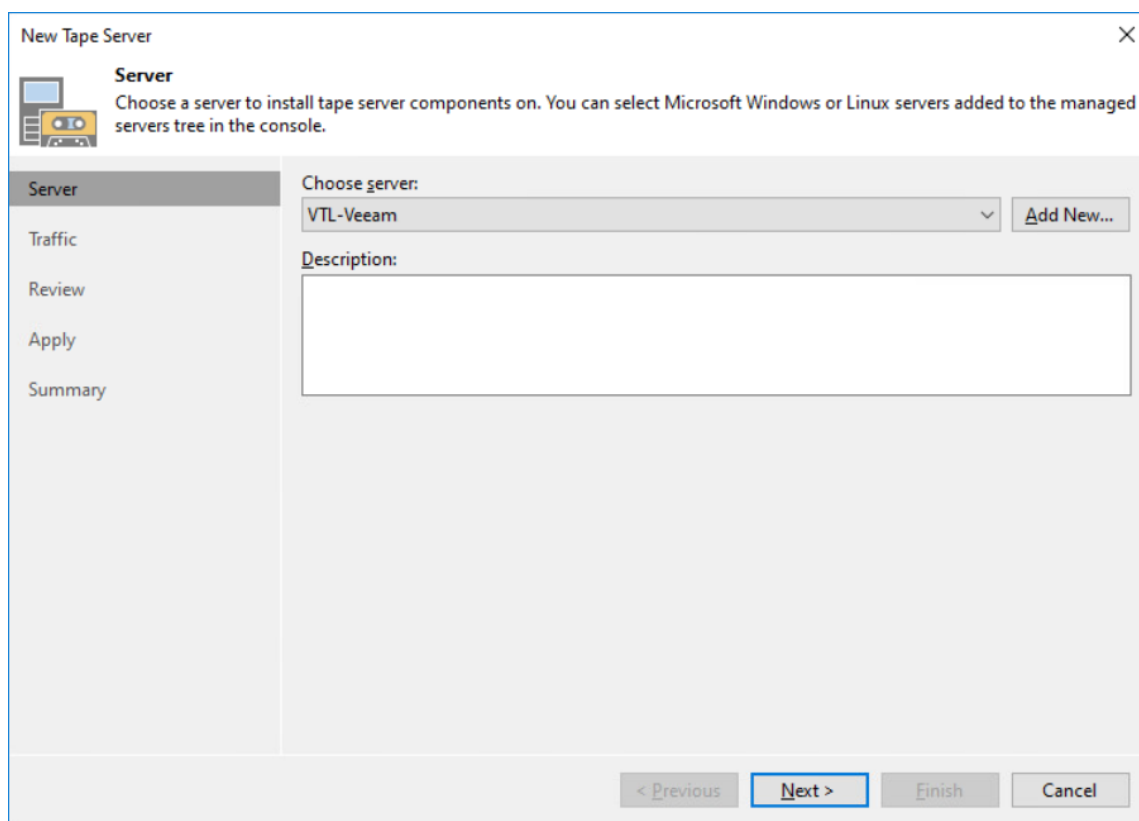 New Tape Server
Server
Choose a server to install tape server components on. You can select Microsoft Windows or Linux servers added to the managed
servers tree in the console.
Server
Traffic
Review
Apply
Summary
Choose server:
VTL-Veeam
Add New...
Description:
< Previous
Next >
Finish
Cancel